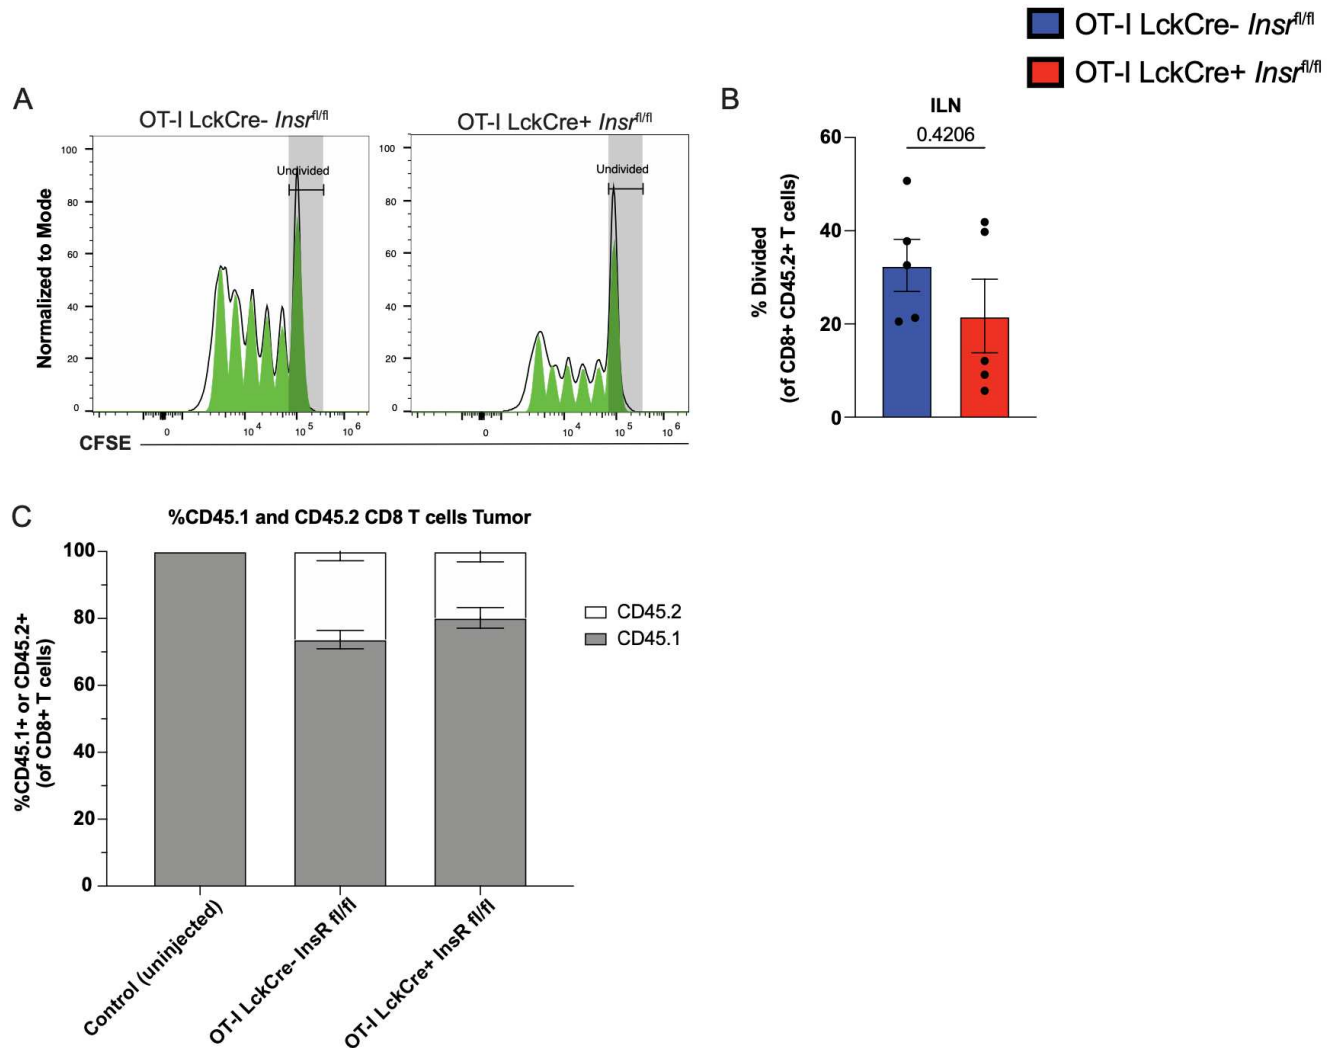 OT-I LckCre- Insrfl/fl
OT-I LckCre+ Insrfl/fl
A
OT-I LckCre- Insrfl/fl
OT-I LckCre+ Insrfl/fl
Normalized to Mode
100
80
60
40
20
0
Undivided
0
10 4
10 5
10 6
100
80
60
40
20
0
Undivided
0
10 4
10 5
10 6
CFSE
B
ILN
0.4206
% Divided
(of CD8+ CD45.2+ T cells)
60
40
20
0
C
%CD45.1 and CD45.2 CD8 T cells Tumor
%CD45.1+ or CD45.2+
(of CD8+ T cells)
100
80
60
40
20
0
Control (uninjected)
OT-I LckCre- InsR fl/fl
OT-I LckCre+ InsR fl/fl
CD45.2
CD45.1